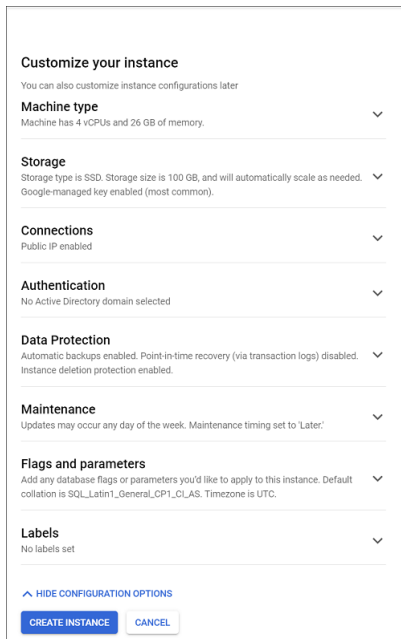 Customize your instance
You can also customize instance configurations later
Machine type
Machine has 4 vCPUs and 26 GB of memory.
Storage
Storage type is SSD. Storage size is 100 GB, and will automatically scale as needed.
Google-managed key enabled (most common).
Connections
Public IP enabled
Authentication
No Active Directory domain selected
Data Protection
Automatic backups enabled. Point-in-time recovery (via transaction logs) disabled.
Instance deletion protection enabled.
Maintenance
Updates may occur any day of the week. Maintenance timing set to 'Later.'
Flags and parameters
Add any database flags or parameters you'd like to apply to this instance. Default
collation is SQL_Latin1_General_CP1_CI_AS. Timezone is UTC.
Labels
No labels set
HIDE CONFIGURATION OPTIONS
CREATE INSTANCE CANCEL